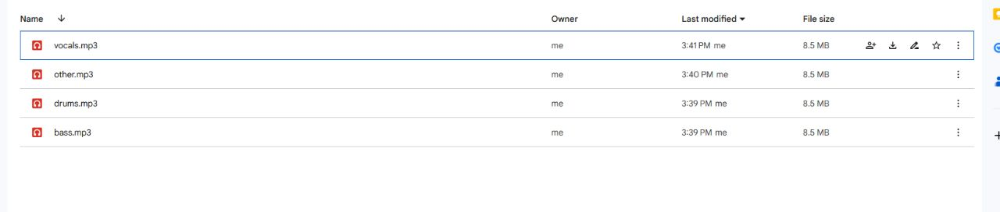 Name Owner Last modified File size
vocals.mp3 me 3:41 PM me 8.5 MB
other.mp3 me 3:40 PM me 8.5 MB
drums.mp3 me 3:39 PM me 8.5 MB
bass.mp3 me 3:39 PM me 8.5 MB